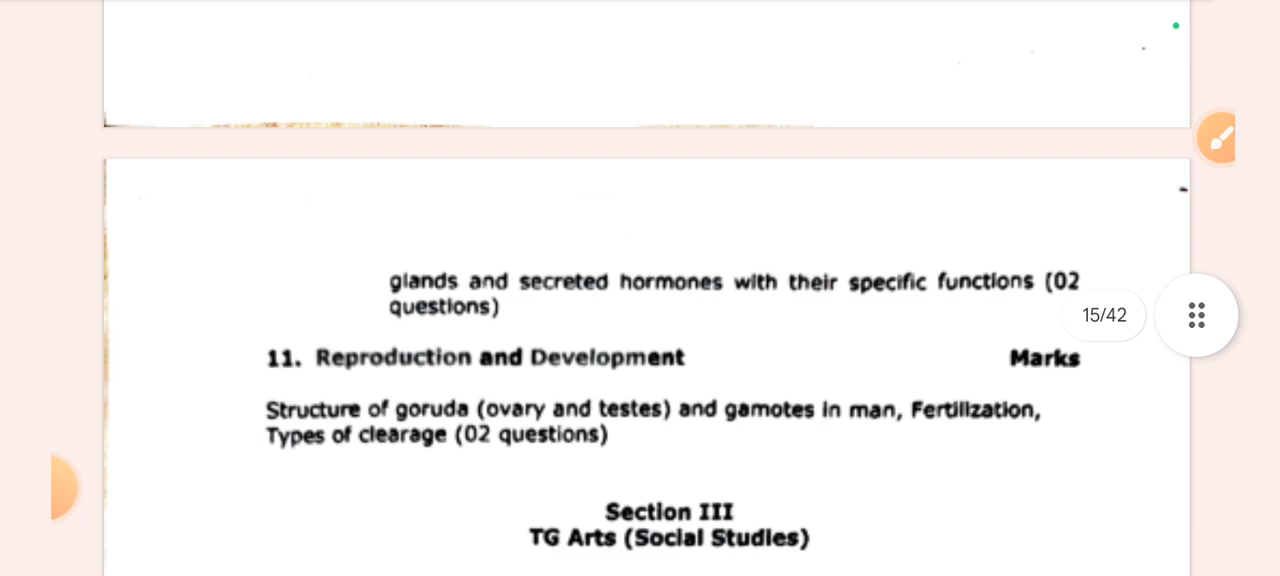 glands and secreted hormones with their specific functions (02
questions)
15/42
11. Reproduction and Development Marks
Structure of goruda (ovary and testes) and gamotes in man, Fertilization,
Types of clearage (02 questions)
Section III
TG Arts (Social Studies)